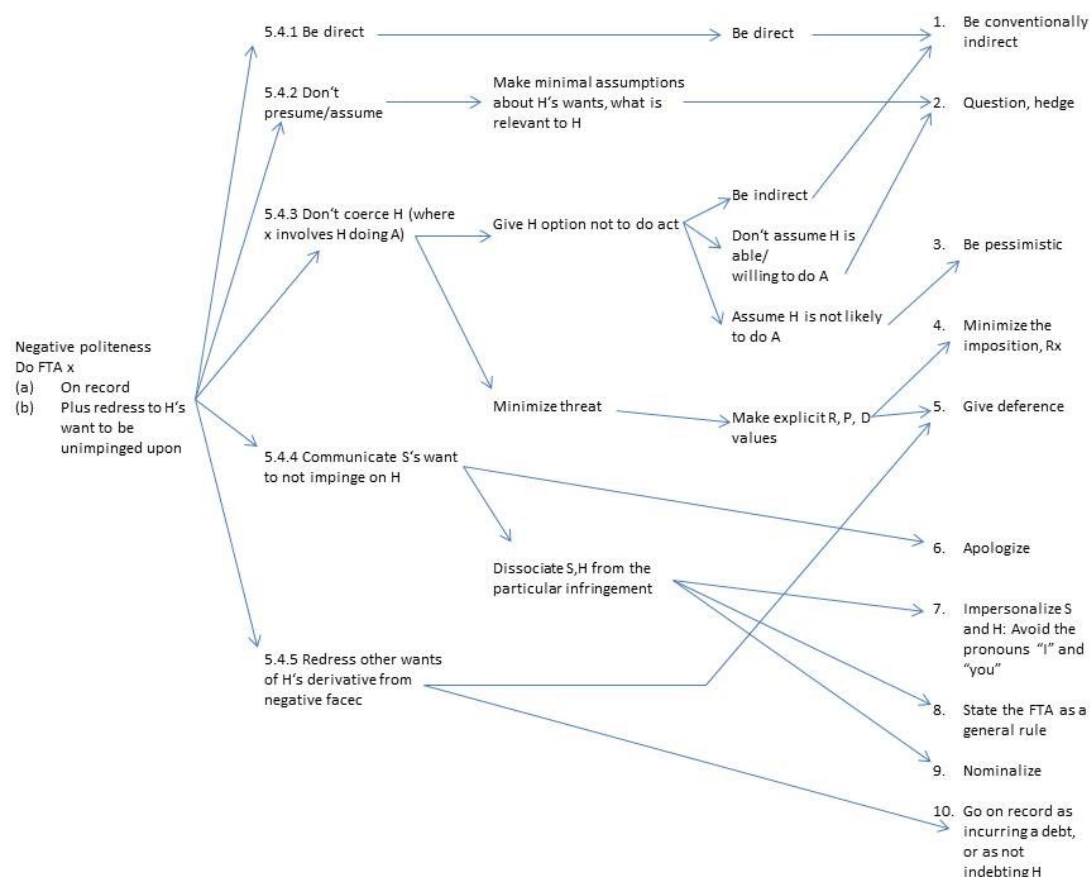 5.4.1 Be direct
Be direct
1. Be conventionally
indirect
5.4.2 Don‘t
presume/assume
Make minimal assumptions
about H‘s wants, what is
relevant to H
2. Question, hedge
5.4.3 Don‘t coerce H (where
x involves H doing A)
Give H option not to do act
Be indirect
Don‘t assume H is
able/
willing to do A
Assume H is not likely
to do A
3. Be pessimistic
4. Minimize the
imposition, Rx
Negative politeness
Do FTA x
(a) On record
(b) Plus redress to H‘s
want to be
unimpinged upon
Minimize threat
Make explicit R, P, D
values
5. Give deference
5.4.4 Communicate S‘s want
to not impinge on H
Dissociate S,H from the
particular infringement
6. Apologize
7. Impersonalize S
and H: Avoid the
pronouns “I” and
“you”
5.4.5 Redress other wants
of H‘s derivative from
negative facec
8. State the FTA as a
general rule
9. Nominalize
10. Go on record as
incurring a debt,
or as not
indebting H